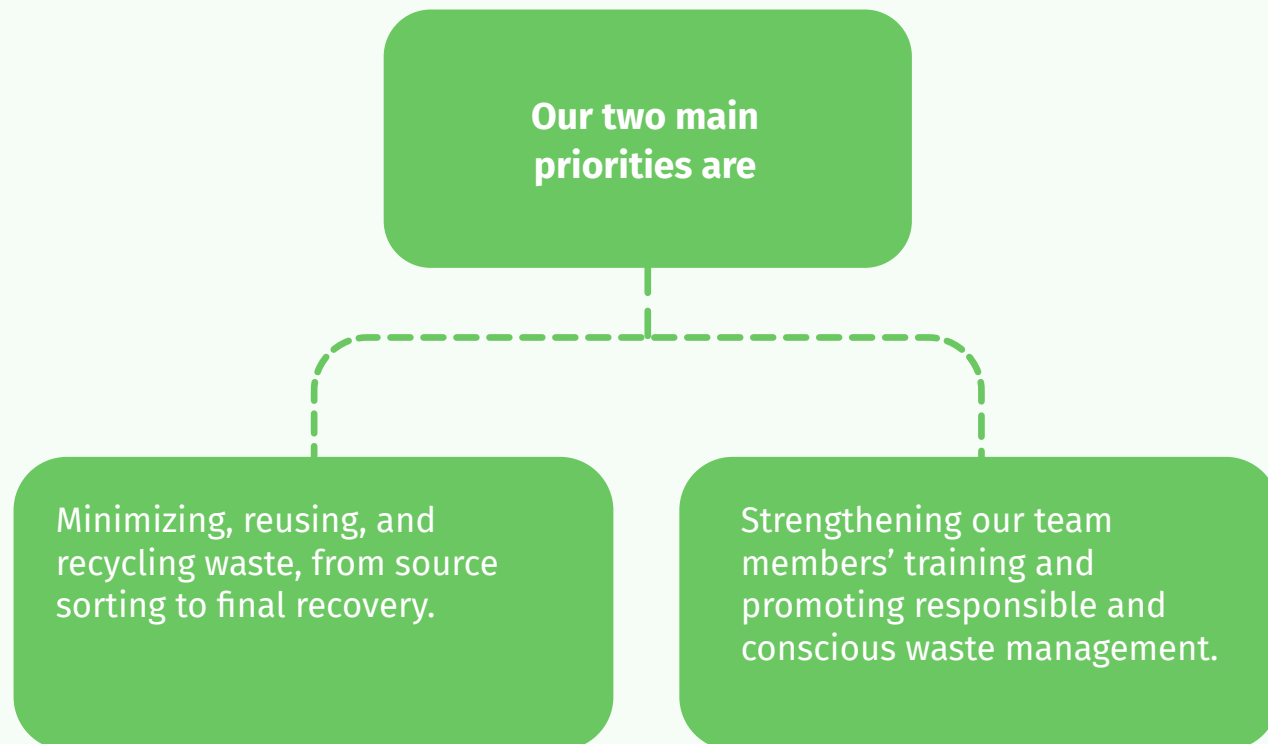 Our two main
priorities are
Minimizing, reusing, and
recycling waste, from source
sorting to final recovery.
Strengthening our team
members’ training and
promoting responsible and
conscious waste management.